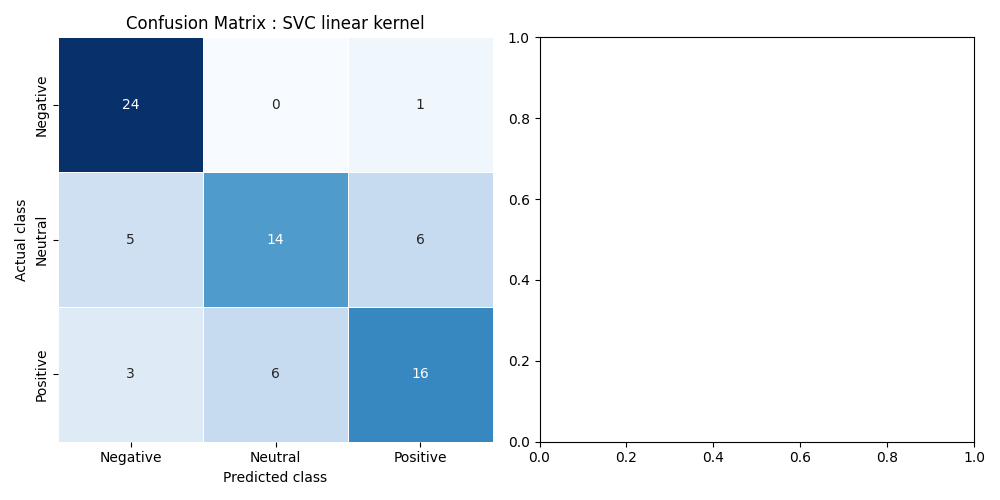 Confusion Matrix : SVC linear kernel
Actual class
Negative
24 0 1
Neutral
5 14 6
Positive
3 6 16
Negative Neutral Positive
Predicted class
1.0
0.8
0.6
0.4
0.2
0.0
0.0 0.2 0.4 0.6 0.8 1.0